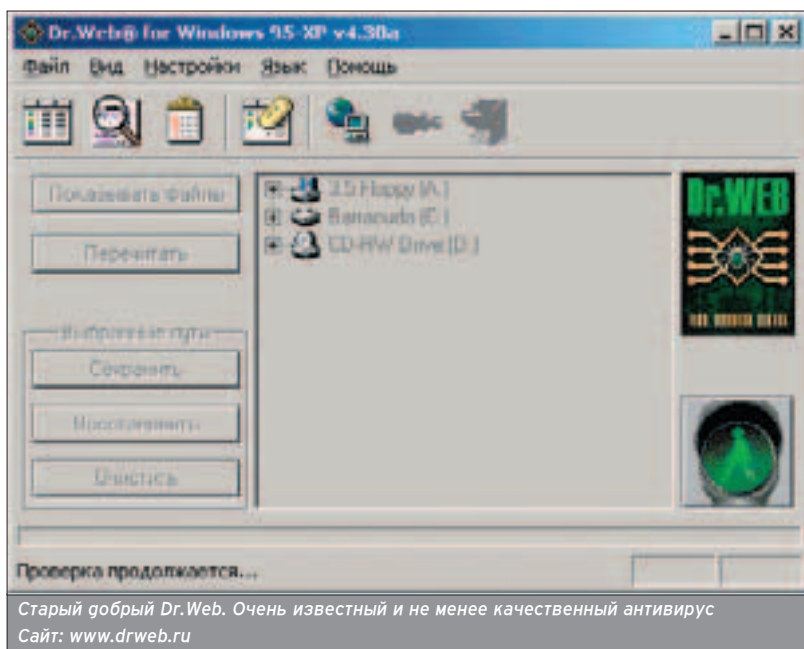 Dr.Web® for Windows 95-XP v4.30a
Файл Вид Настройки Язык Помощь
Показывать файлы
Перечитать
Выбранные пути
Сохранить
Восстановить
Очистить
3.5 Floppy (A:)
Barracuda (C:)
CD-RW Drive (D:)
Dr.WEB
Проверка продолжается...
Старый добрый Dr.Web. Очень известный и не менее качественный антивирус
Сайт: www.drweb.ru